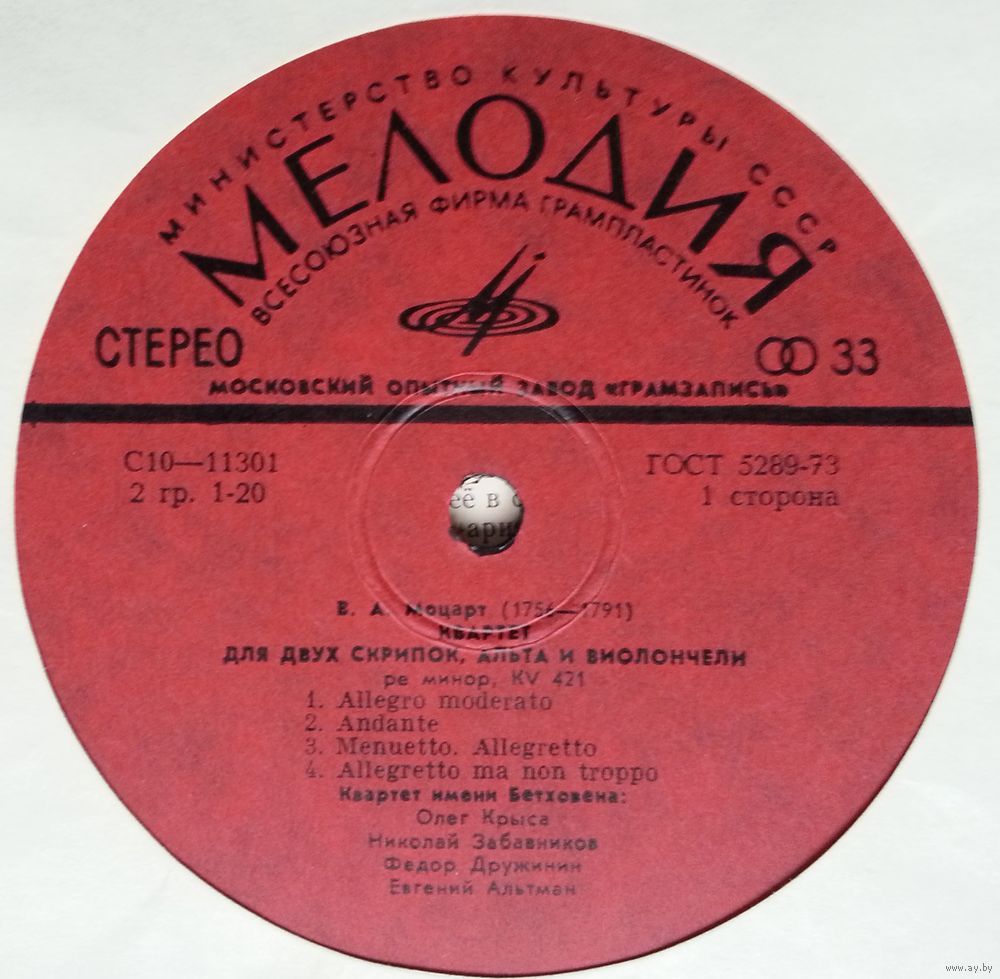 МИНИСТЕРСТВО КУЛЬТУРЫ СССР
МЕЛОДИЯ
ВСЕСОЮЗНАЯ ФИРМА ГРАМПЛАСТИНОК
СТЕРЕО
33
МОСКОВСКИЙ ОПЫТНЫЙ ЗАВОД «ГРАМЗАПИСЬ»
С10—11301
ГОСТ 5289-73
2 гр. 1-20
1 сторона
её в
В. А. Моцарт (1756—1791)
КВАРТЕТ
ДЛЯ ДВУХ СКРИПОК, АЛЬТА И ВИОЛОНЧЕЛИ
ре минор, KV 421
1. Allegro moderato
2. Andante
3. Menuetto. Allegretto
4. Allegretto ma non troppo
Квартет имени Бетховена:
Олег Крыса
Николай Забавников
Федор Дружинин
Евгений Альтман
www.ay.by